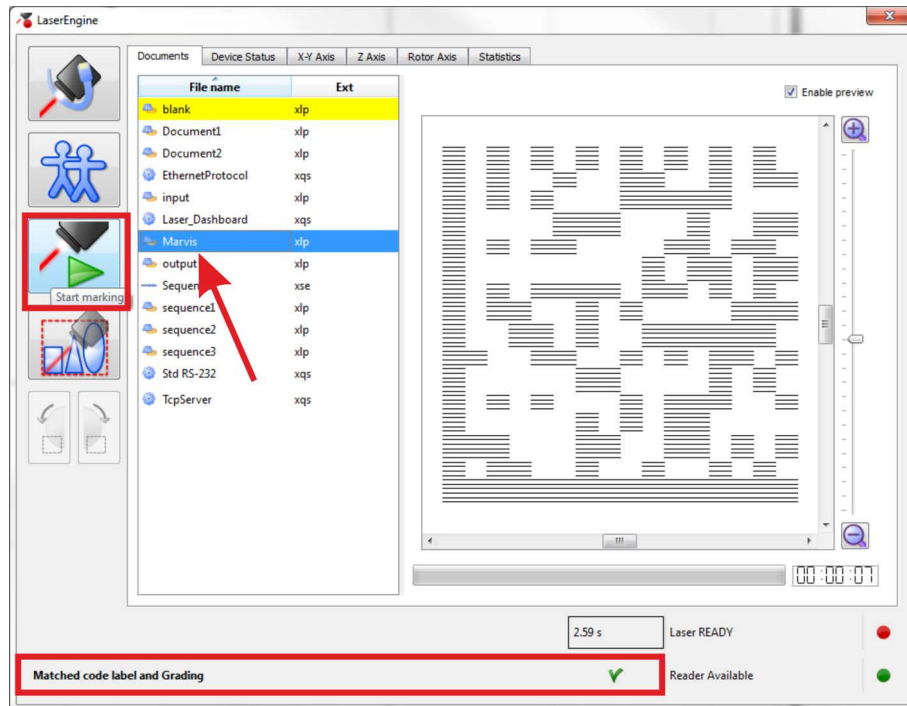 LaserEngine
Documents Device Status X-Y Axis Z Axis Rotor Axis Statistics
File name Ext
Enable preview
blank xlp
Document1 xlp
Document2 xlp
EthernetProtocol xqs
input xlp
Laser_Dashboard xqs
Marvis xlp
output xlp
xse
Start marking
sequence1 xlp
sequence2 xlp
sequence3 xlp
Std RS-232 xqs
TcpServer xqs
00:00:07
2.59 s Laser READY
Matched code label and Grading Reader Available